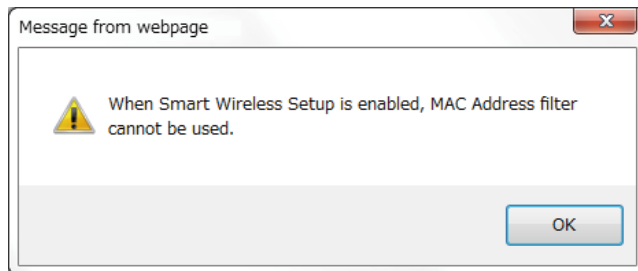 Message from webpage
When Smart Wireless Setup is enabled, MAC Address filter
cannot be used.
OK